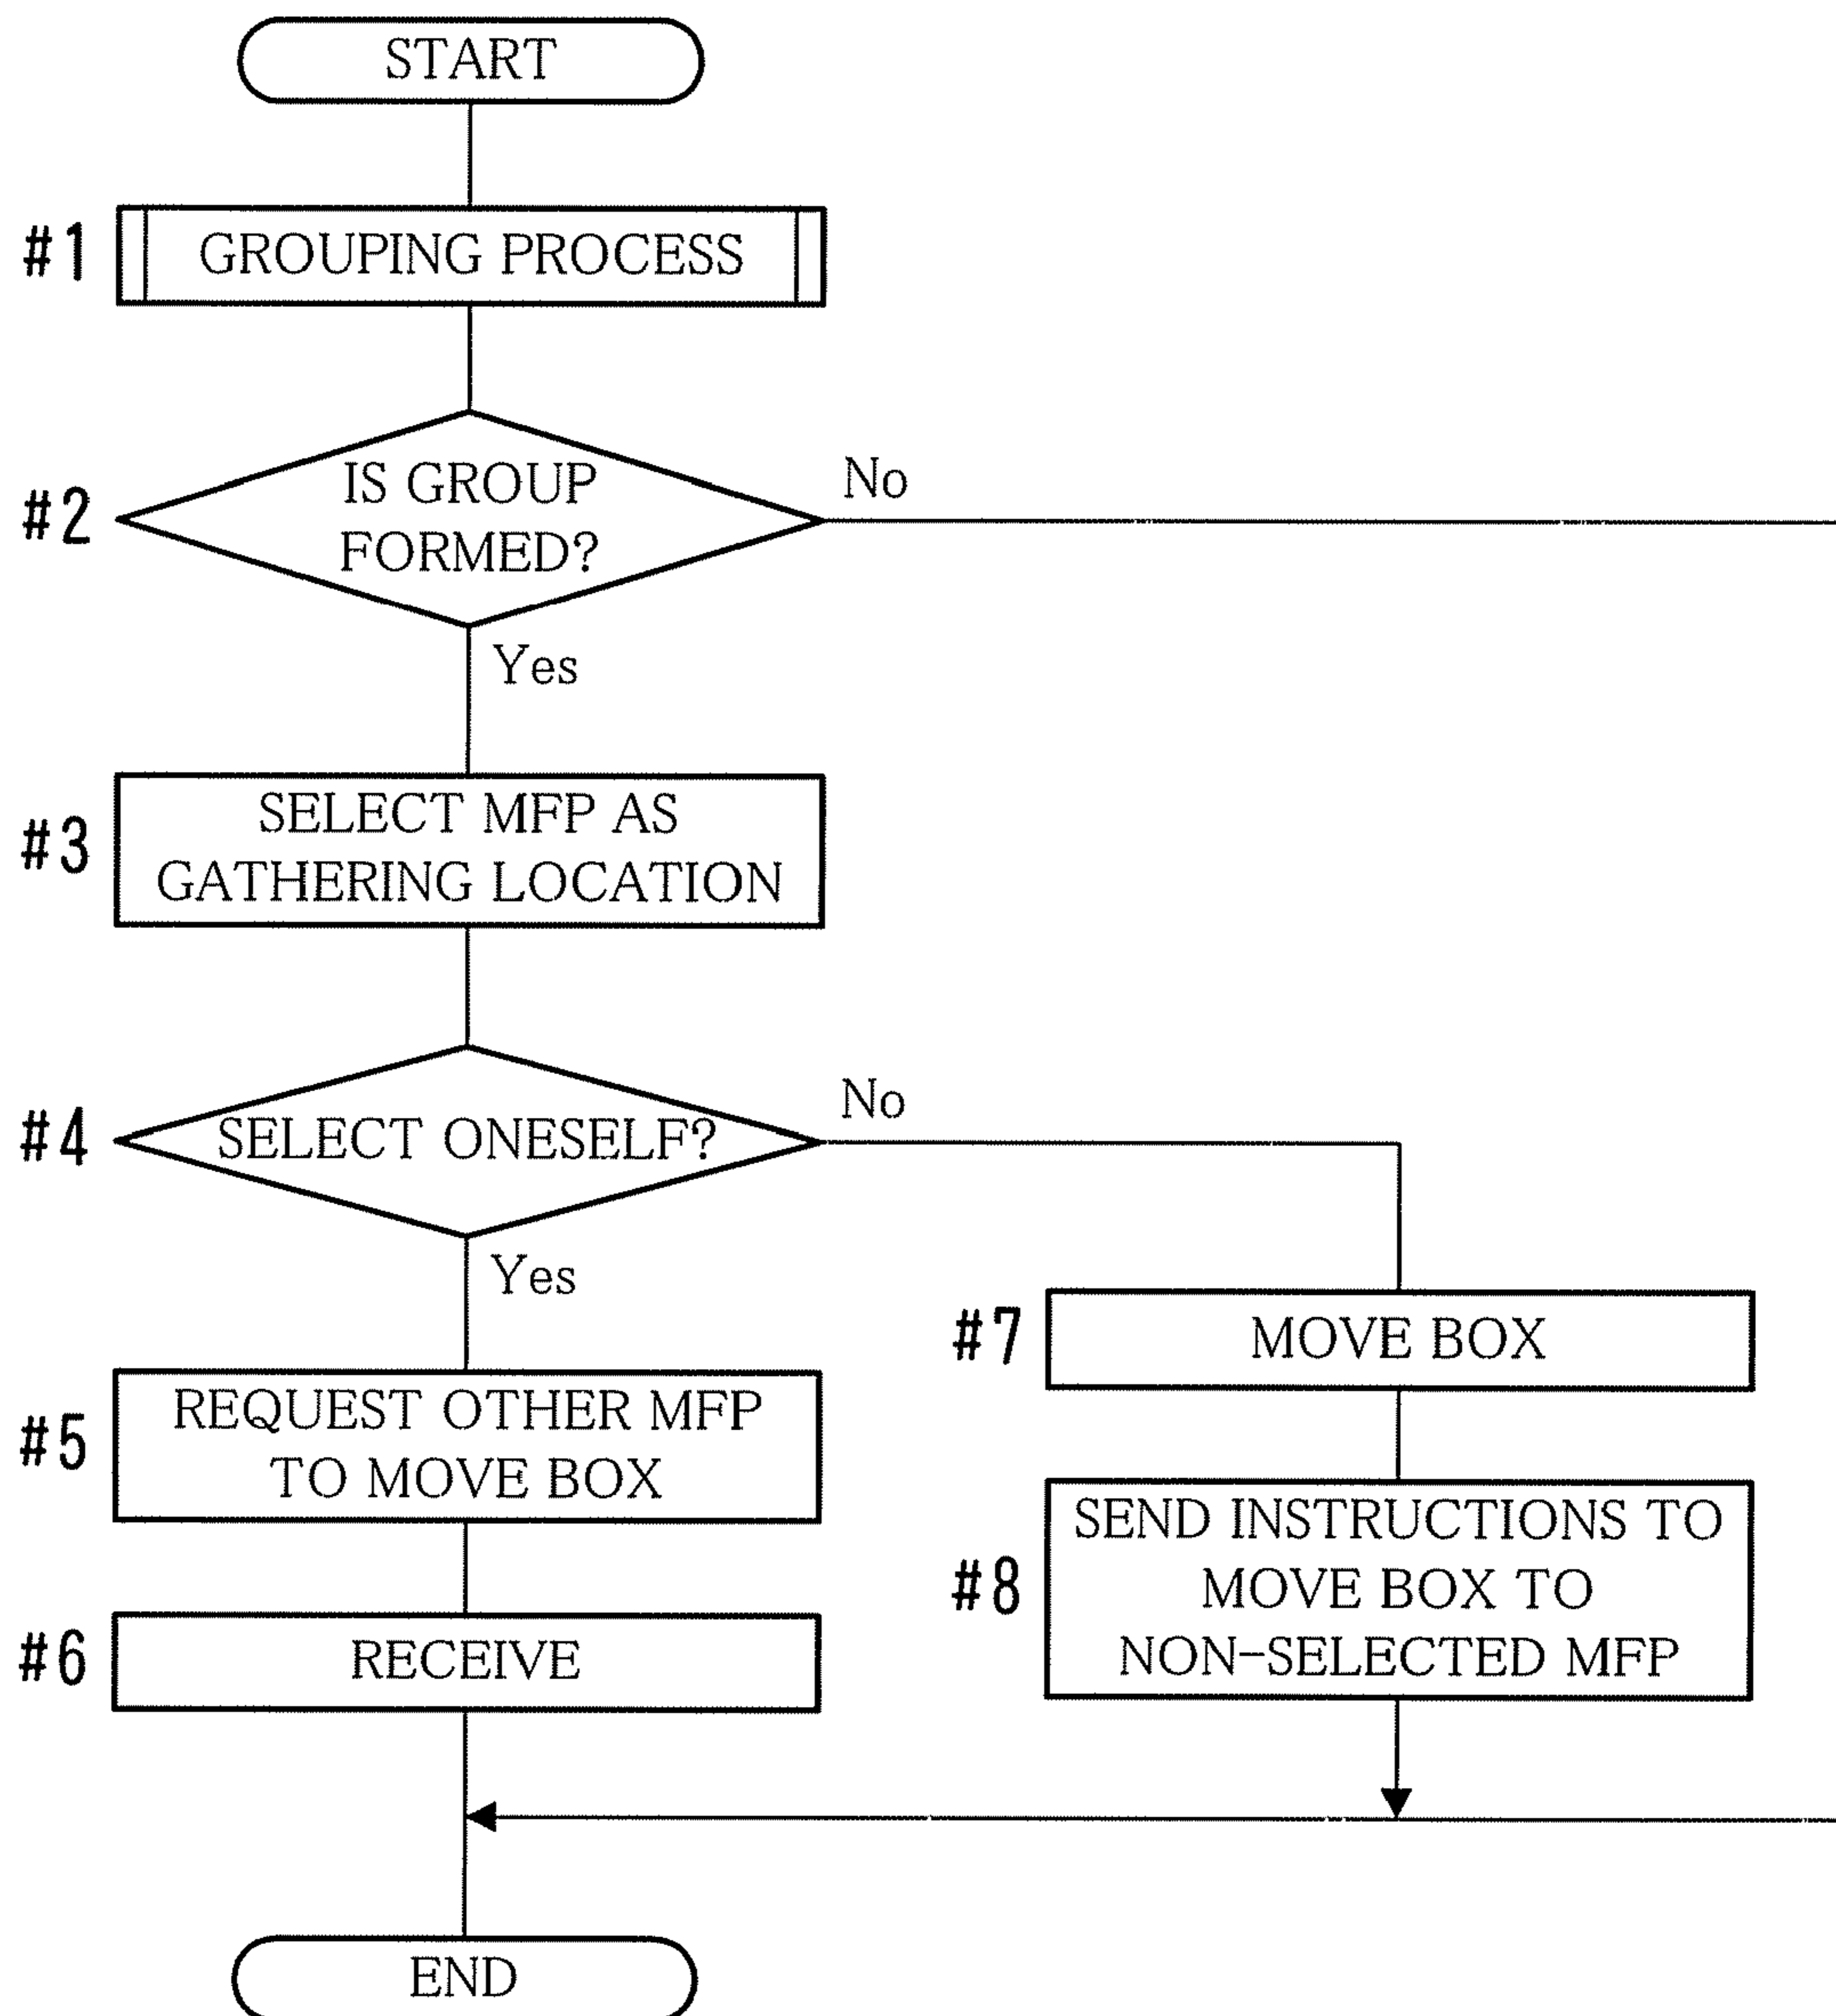 START
#1
GROUPING PROCESS
#2
IS GROUP
FORMED?
No
Yes
#3
SELECT MFP AS
GATHERING LOCATION
#4
SELECT ONESELF?
No
Yes
#5
REQUEST OTHER MFP
TO MOVE BOX
#6
RECEIVE
#7
MOVE BOX
#8
SEND INSTRUCTIONS TO
MOVE BOX TO
NON-SELECTED MFP
END